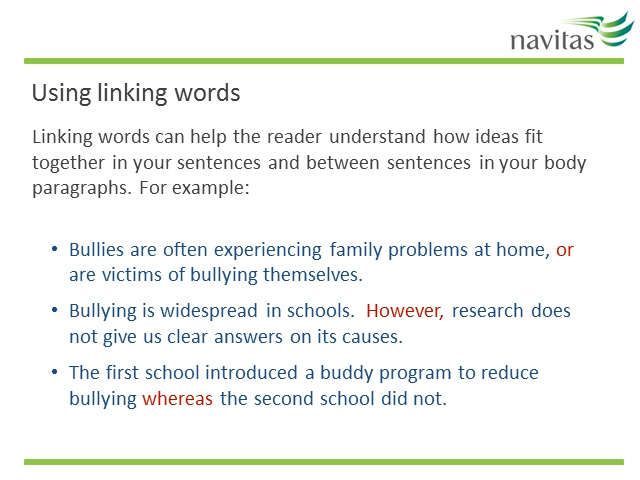 navitas
Using linking words
Linking words can help the reader understand how ideas fit
together in your sentences and between sentences in your body
paragraphs. For example:
• Bullies are often experiencing family problems at home, or
are victims of bullying themselves.
• Bullying is widespread in schools.  However, research does
not give us clear answers on its causes.
• The first school introduced a buddy program to reduce
bullying whereas the second school did not.